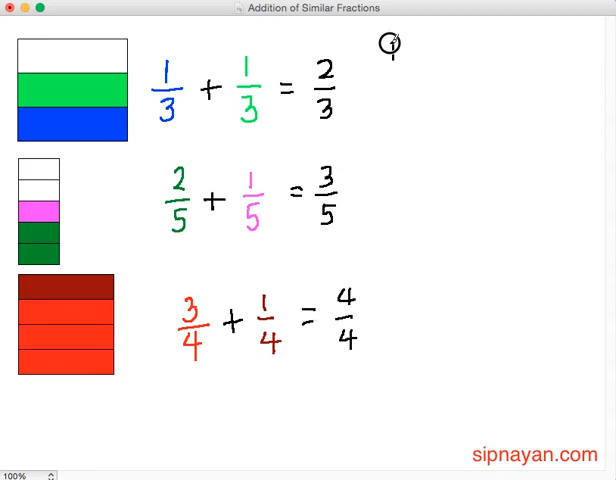 Addition of Similar Fractions
1/3 + 1/3 = 2/3
2/5 + 1/5 = 3/5
3/4 + 1/4 = 4/4
sipnayan.com
100%